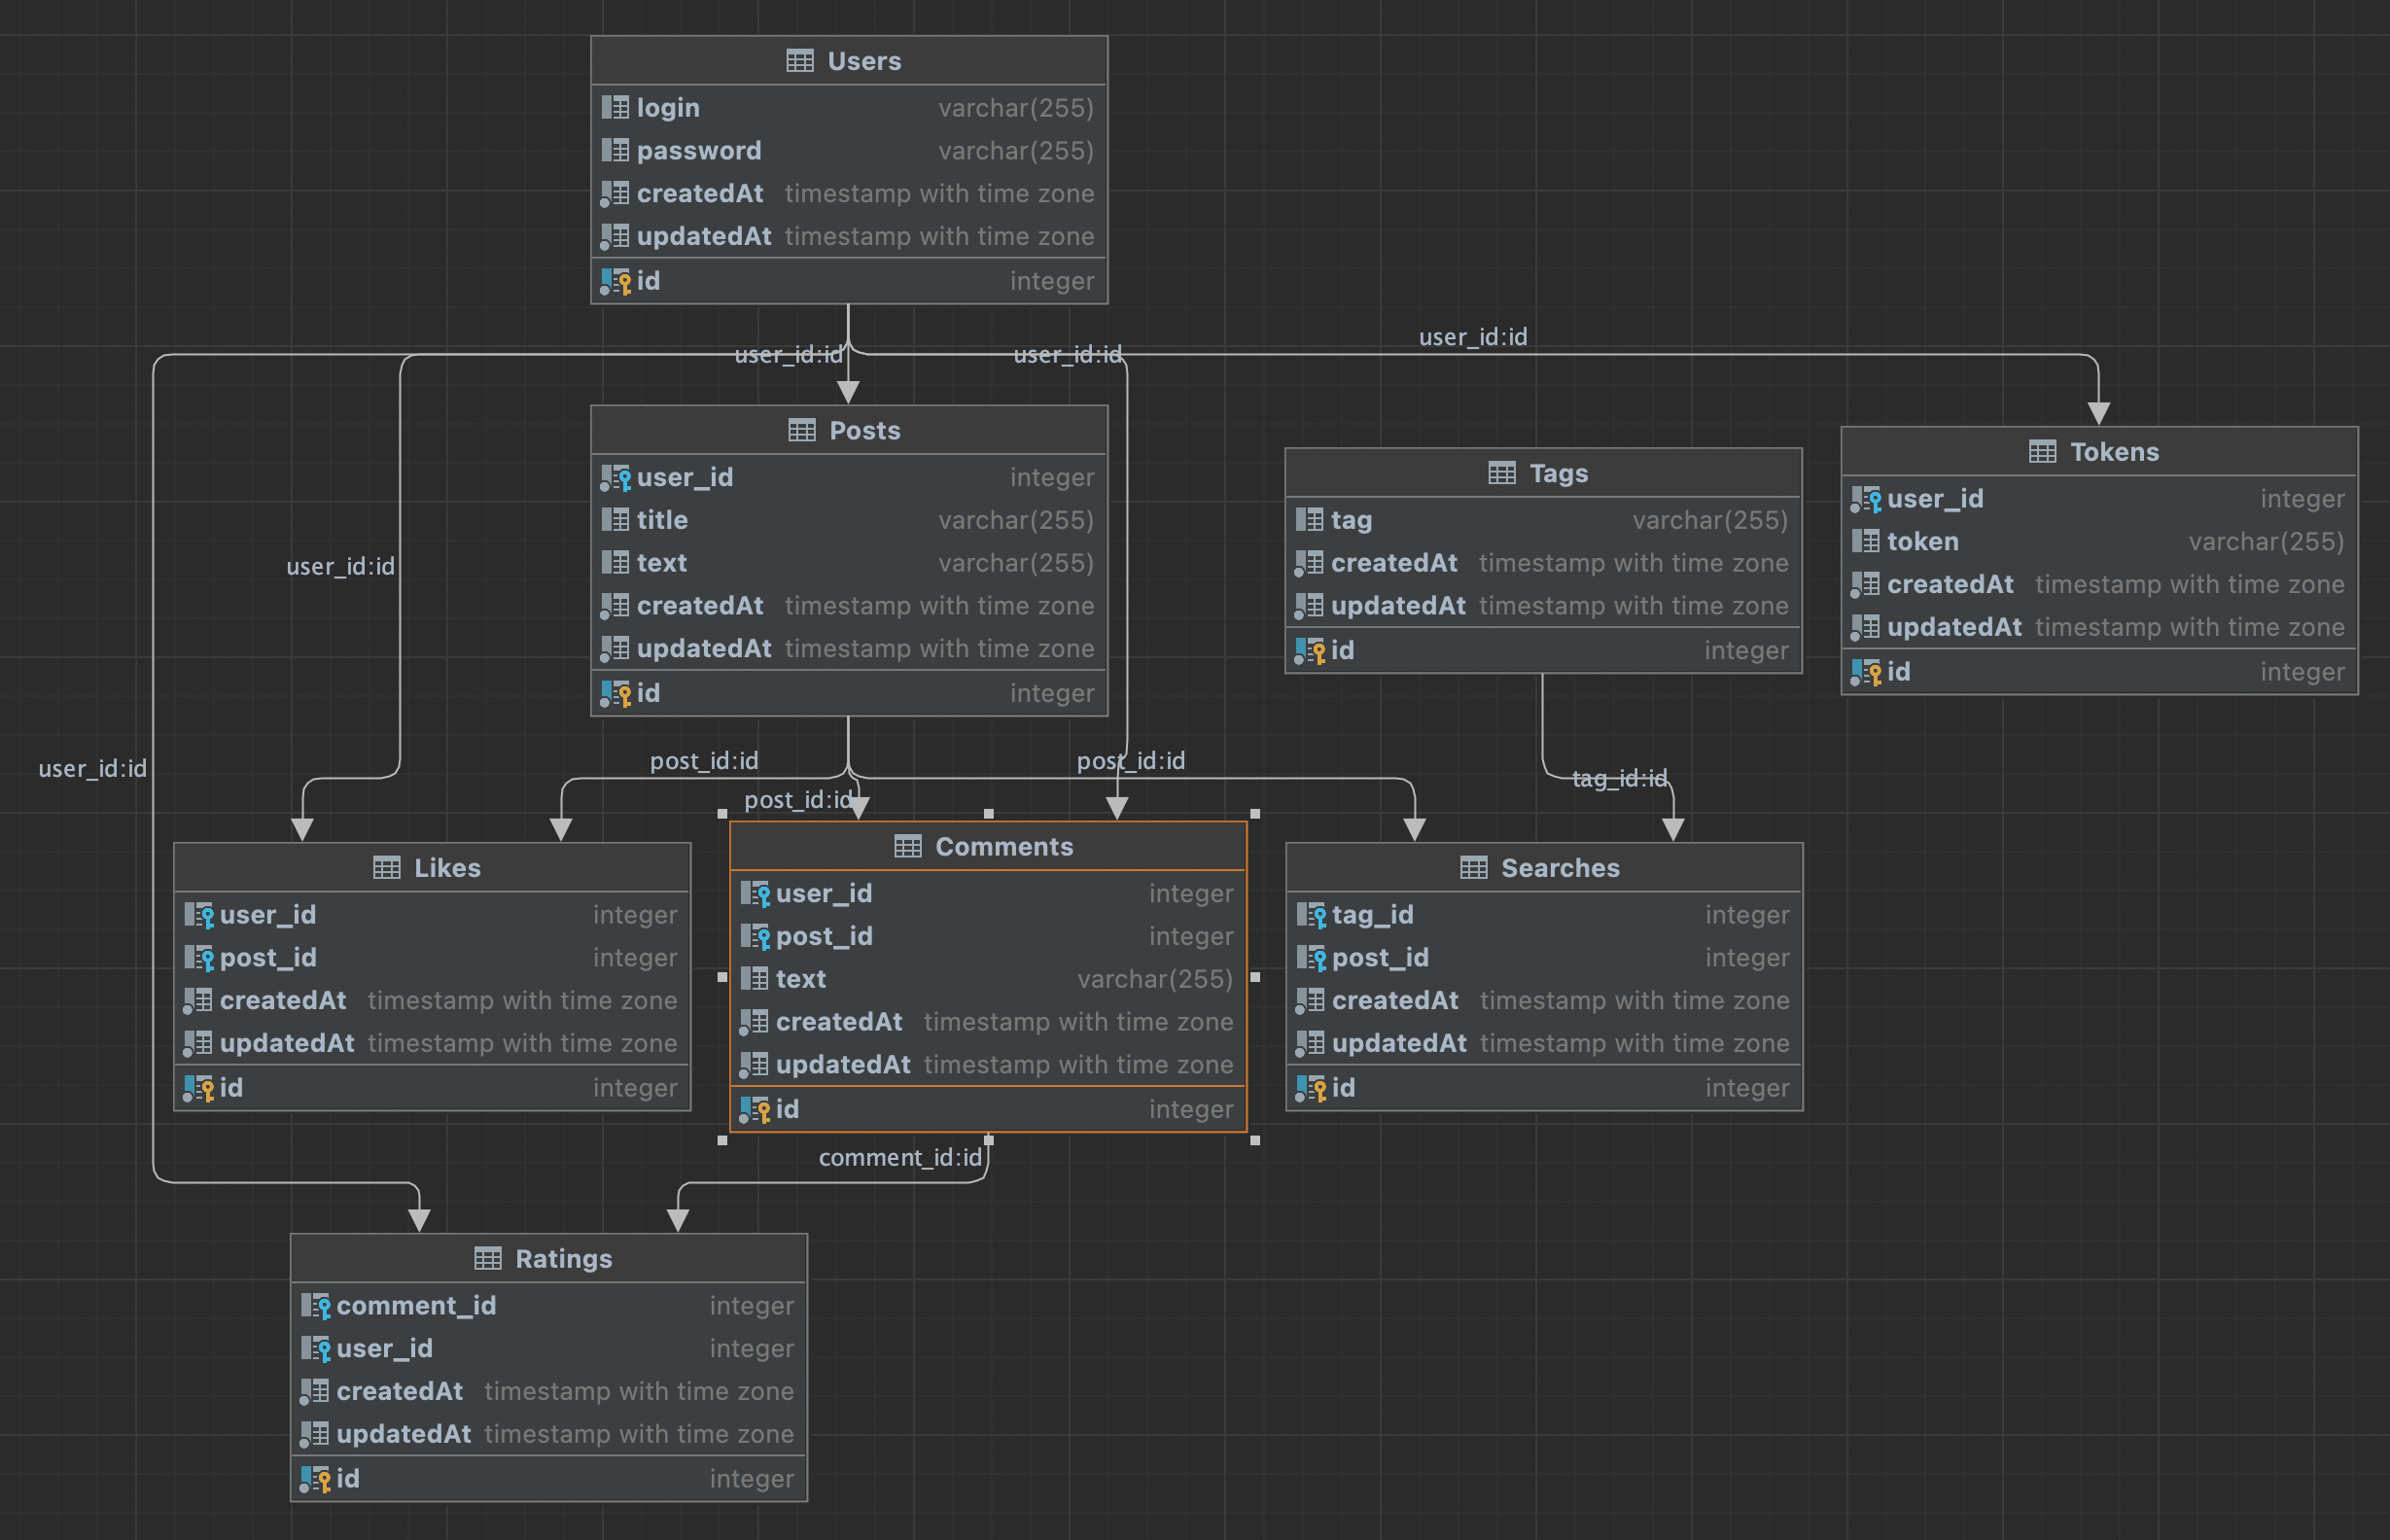 Users
login varchar(255)
password varchar(255)
createdAt timestamp with time zone
updatedAt timestamp with time zone
id integer
user_id:id
user_id:id
user_id:id
user_id:id
user_id:id
Posts
user_id integer
title varchar(255)
text varchar(255)
createdAt timestamp with time zone
updatedAt timestamp with time zone
id integer
Tags
tag varchar(255)
createdAt timestamp with time zone
updatedAt timestamp with time zone
id integer
Tokens
user_id integer
token varchar(255)
createdAt timestamp with time zone
updatedAt timestamp with time zone
id integer
post_id:id
post_id:id
post_id:id
tag_id:id
Likes
user_id integer
post_id integer
createdAt timestamp with time zone
updatedAt timestamp with time zone
id integer
Comments
user_id integer
post_id integer
text varchar(255)
createdAt timestamp with time zone
updatedAt timestamp with time zone
id integer
Searches
tag_id integer
post_id integer
createdAt timestamp with time zone
updatedAt timestamp with time zone
id integer
comment_id:id
Ratings
comment_id integer
user_id integer
createdAt timestamp with time zone
updatedAt timestamp with time zone
id integer